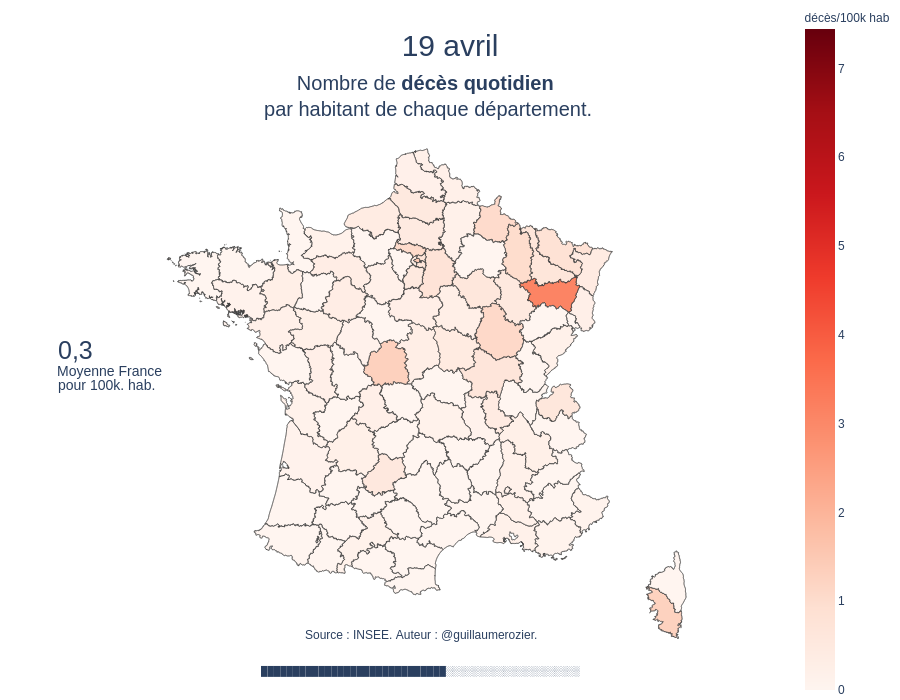 décès/100k hab
19 avril
Nombre de décès quotidien
par habitant de chaque département.
7
6
5
4
3
2
1
0
0,3
Moyenne France
pour 100k. hab.
Source : INSEE. Auteur : @guillaumerozier.